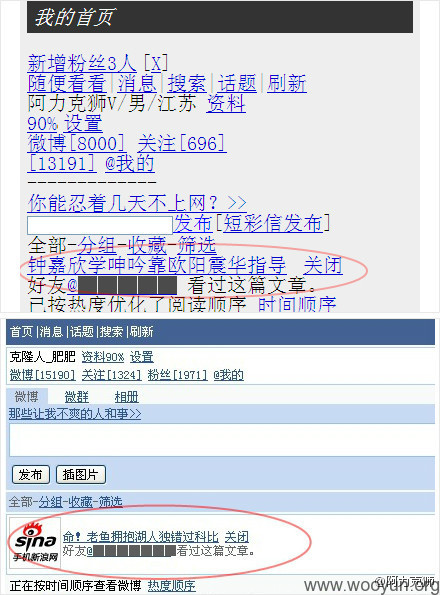 我的首页
新增粉丝3人 [X]
随便看看|消息|搜索|话题|刷新
阿力克狮V/男/江苏 资料
90% 设置
微博[8000] 关注[696]
[13191] @我的
-------------
你能忍着几天不上网？>>
发布[短彩信发布]
全部-分组-收藏-筛选
钟嘉欣学呻吟靠欧阳震华指导 关闭
好友@ 看过这篇文章。
已按热度优化了阅读顺序 时间顺序
首页|消息|话题|搜索|刷新
克隆人_肥肥 资料90% 设置
微博[15190] 关注[1324] 粉丝[1971] @我的
微博 微群 相册
那些让我不爽的人和事>>
发布 插图片
全部-分组-收藏-筛选
sina
手机新浪网
命！老鱼拥抱湖人独错过科比 关闭
好友@ 看过这篇文章。
正在按时间顺序查看微博 热度顺序
@阿力克狮
www.wooyun.org